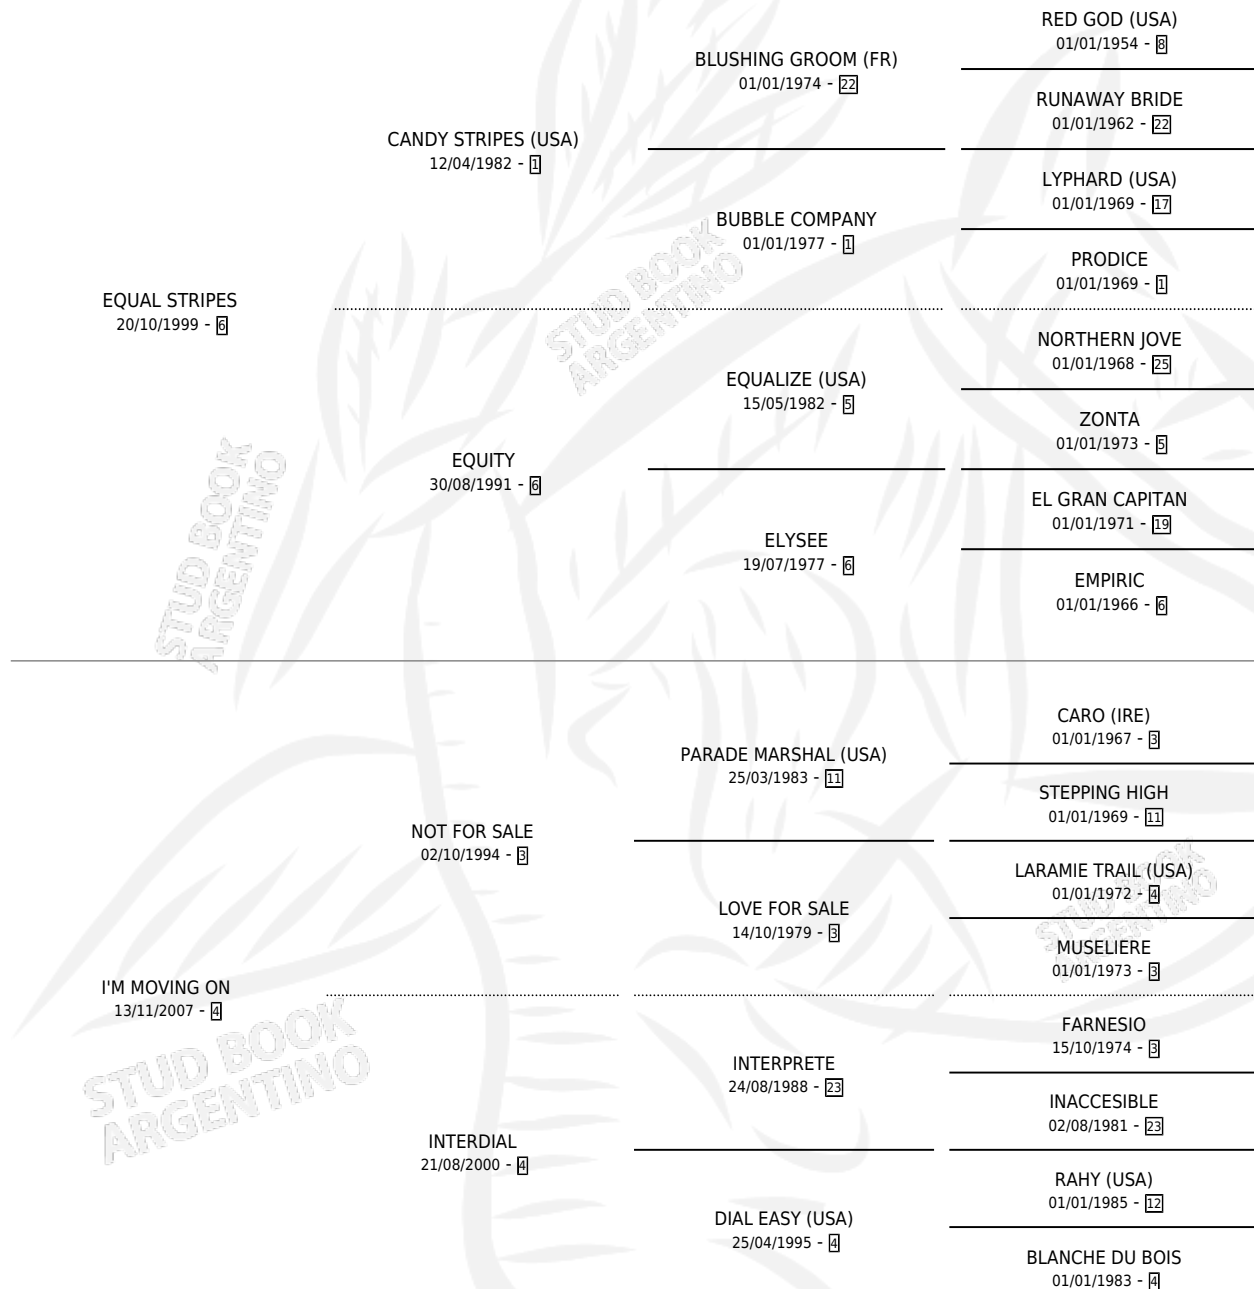 RED GOD (USA)
01/01/1954 - 8
BLUSHING GROOM (FR)
01/01/1974 - 22
RUNAWAY BRIDE
01/01/1962 - 22
CANDY STRIPES (USA)
12/04/1982 - 1
LYPHARD (USA)
01/01/1969 - 17
BUBBLE COMPANY
01/01/1977 - 1
PRODICE
01/01/1969 - 1
EQUAL STRIPES
20/10/1999 - 6
NORTHERN JOVE
01/01/1968 - 25
EQUALIZE (USA)
15/05/1982 - 5
ZONTA
01/01/1973 - 5
EQUITY
30/08/1991 - 6
EL GRAN CAPITAN
01/01/1971 - 19
ELYSEE
19/07/1977 - 6
EMPIRIC
01/01/1966 - 6
CARO (IRE)
01/01/1967 - 3
PARADE MARSHAL (USA)
25/03/1983 - 11
STEPPING HIGH
01/01/1969 - 11
NOT FOR SALE
02/10/1994 - 3
LARAMIE TRAIL (USA)
01/01/1972 - 4
LOVE FOR SALE
14/10/1979 - 3
MUSELIERE
01/01/1973 - 3
I'M MOVING ON
13/11/2007 - 4
FARNESIO
15/10/1974 - 3
INTERPRETE
24/08/1988 - 23
INACCESIBLE
02/08/1981 - 23
INTERDIAL
21/08/2000 - 4
RAHY (USA)
01/01/1985 - 12
DIAL EASY (USA)
25/04/1995 - 4
BLANCHE DU BOIS
01/01/1983 - 4
STUD BOOK
ARGENTINO
STUD BOOK
ARGENTINO
STUD BOOK
ARGENTINO
STUD BOOK
ARGENTINO